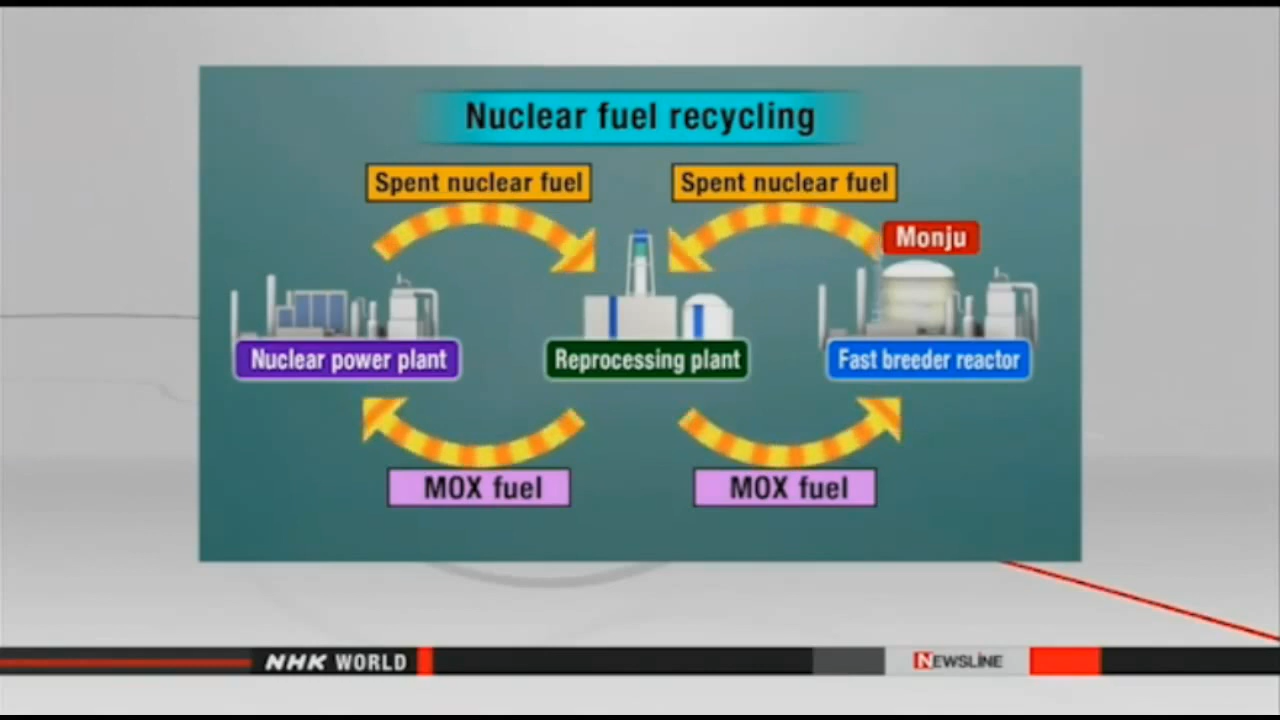 Nuclear fuel recycling
Spent nuclear fuel
Spent nuclear fuel
Monju
Nuclear power plant
Reprocessing plant
Fast breeder reactor
MOX fuel
MOX fuel
NHK WORLD
NEWSLINE